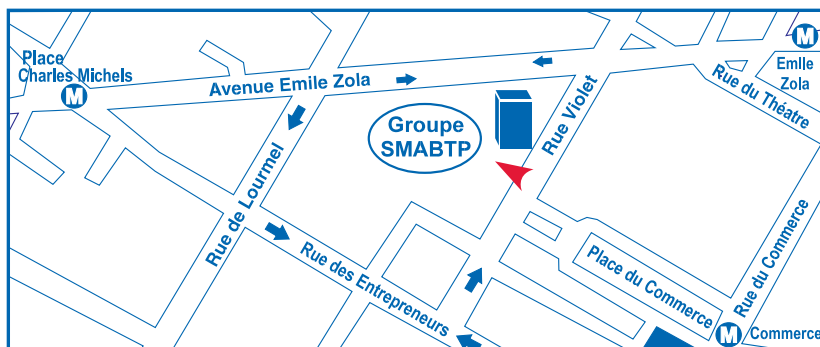 Place
Charles Michels
M
Avenue Emile Zola
Groupe
SMABTP
Rue Violet
M
Emile
Zola
Rue du Théatre
Rue de Lourmel
Rue des Entrepreneurs
Place du Commerce
Rue du Commerce
M
Commerce